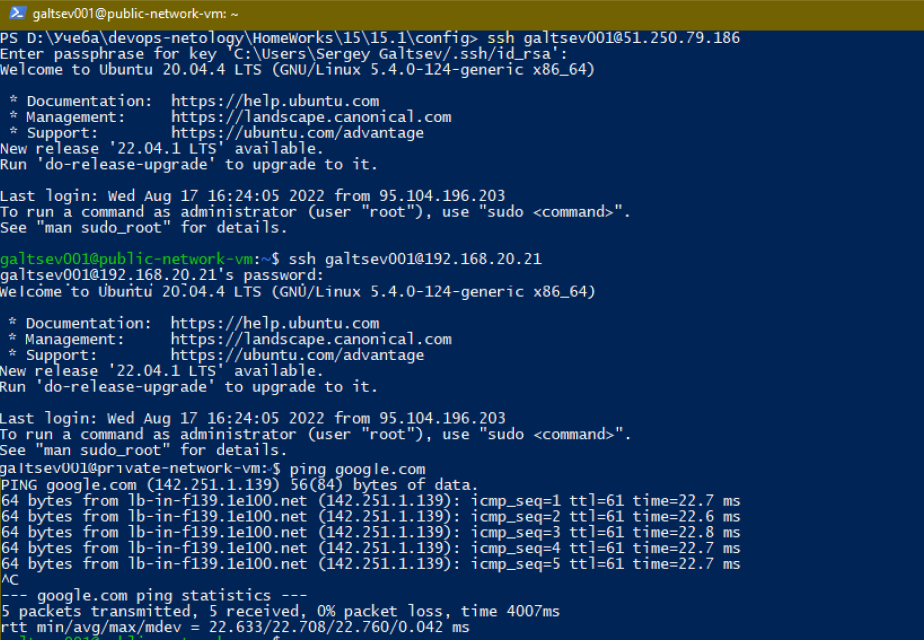 galtsev001@public-network-vm: ~
PS D:\Учеба\devops-netology\HomeWorks\15\15.1\config> ssh galtsev001@51.250.79.186
Enter passphrase for key 'C:\Users\Sergey Galtsev/.ssh/id_rsa':
Welcome to Ubuntu 20.04.4 LTS (GNU/Linux 5.4.0-124-generic x86_64)
* Documentation: https://help.ubuntu.com
* Management: https://landscape.canonical.com
* Support: https://ubuntu.com/advantage
New release '22.04.1 LTS' available.
Run 'do-release-upgrade' to upgrade to it.
Last login: Wed Aug 17 16:24:05 2022 from 95.104.196.203
To run a command as administrator (user "root"), use "sudo <command>".
See "man sudo_root" for details.
galtsev001@public-network-vm:~$ ssh galtsev001@192.168.20.21
galtsev001@192.168.20.21's password:
Welcome to Ubuntu 20.04.4 LTS (GNU/Linux 5.4.0-124-generic x86_64)
* Documentation: https://help.ubuntu.com
* Management: https://landscape.canonical.com
* Support: https://ubuntu.com/advantage
New release '22.04.1 LTS' available.
Run 'do-release-upgrade' to upgrade to it.
Last login: Wed Aug 17 16:24:05 2022 from 95.104.196.203
To run a command as administrator (user "root"), use "sudo <command>".
See "man sudo_root" for details.
galtsev001@private-network-vm:~$ ping google.com
PING google.com (142.251.1.139) 56(84) bytes of data.
64 bytes from lb-in-f139.1e100.net (142.251.1.139): icmp_seq=1 ttl=61 time=22.7 ms
64 bytes from lb-in-f139.1e100.net (142.251.1.139): icmp_seq=2 ttl=61 time=22.6 ms
64 bytes from lb-in-f139.1e100.net (142.251.1.139): icmp_seq=3 ttl=61 time=22.8 ms
64 bytes from lb-in-f139.1e100.net (142.251.1.139): icmp_seq=4 ttl=61 time=22.7 ms
64 bytes from lb-in-f139.1e100.net (142.251.1.139): icmp_seq=5 ttl=61 time=22.7 ms
^C
--- google.com ping statistics ---
5 packets transmitted, 5 received, 0% packet loss, time 4007ms
rtt min/avg/max/mdev = 22.633/22.708/22.760/0.042 ms